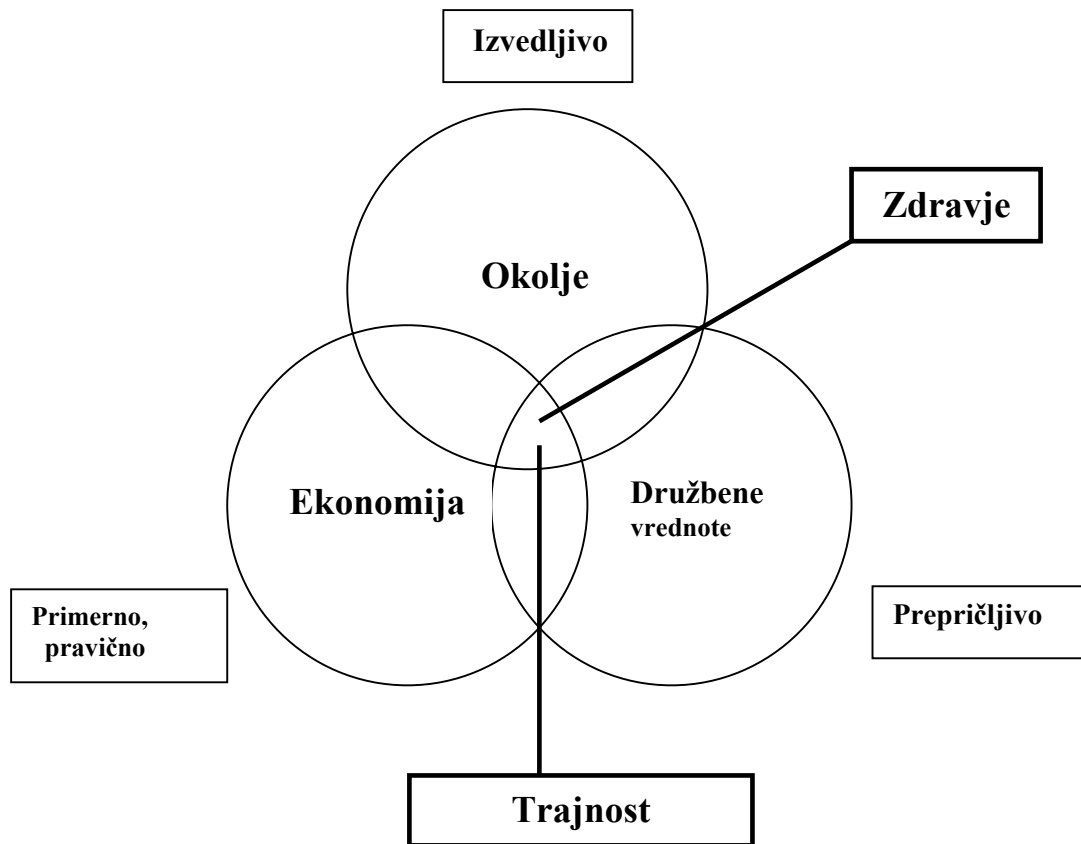 Izvedljivo
Zdravje
Okolje
Ekonomija
Družbene
vrednote
Primerno,
pravično
Prepričljivo
Trajnost